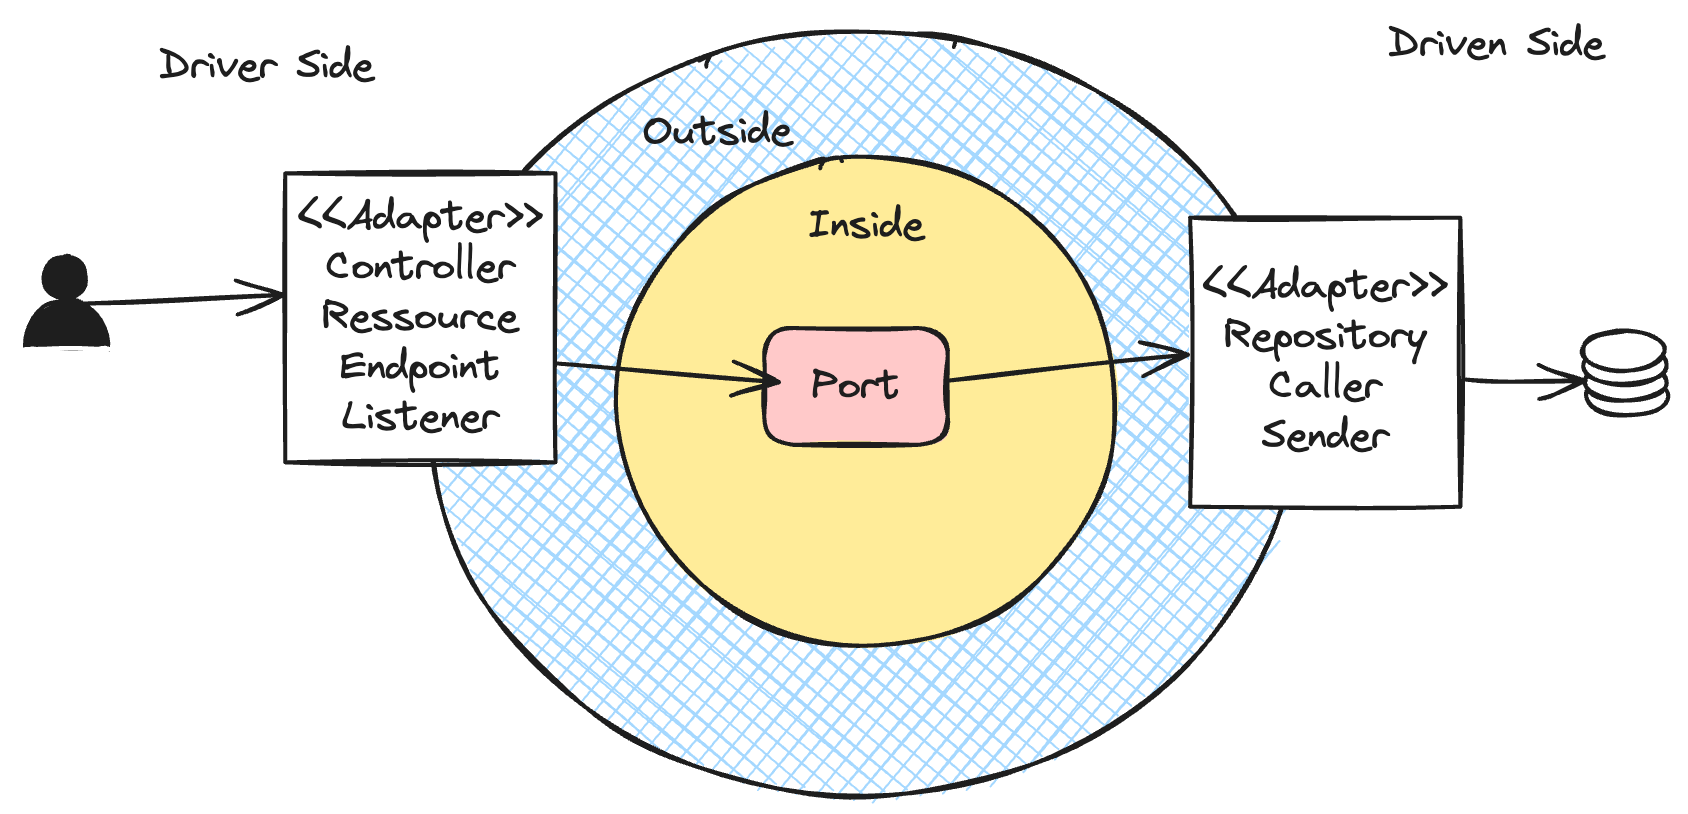 Driver Side
Driven Side
Outside
Inside
<<Adapter>>
Controller
Ressource
Endpoint
Listener
Port
<<Adapter>>
Repository
Caller
Sender